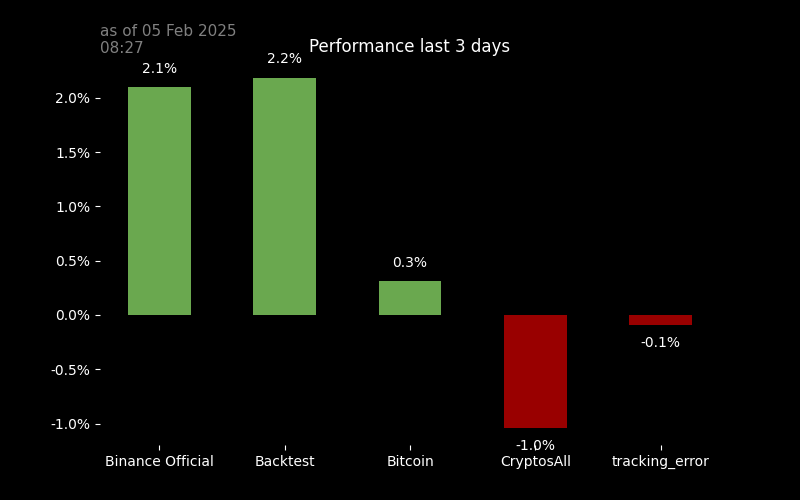 as of 05 Feb 2025
08:27
Performance last 3 days
2.1%
2.2%
0.3%
-1.0%
-0.1%
2.0%
1.5%
1.0%
0.5%
0.0%
-0.5%
-1.0%
Binance Official
Backtest
Bitcoin
CryptosAll
tracking_error